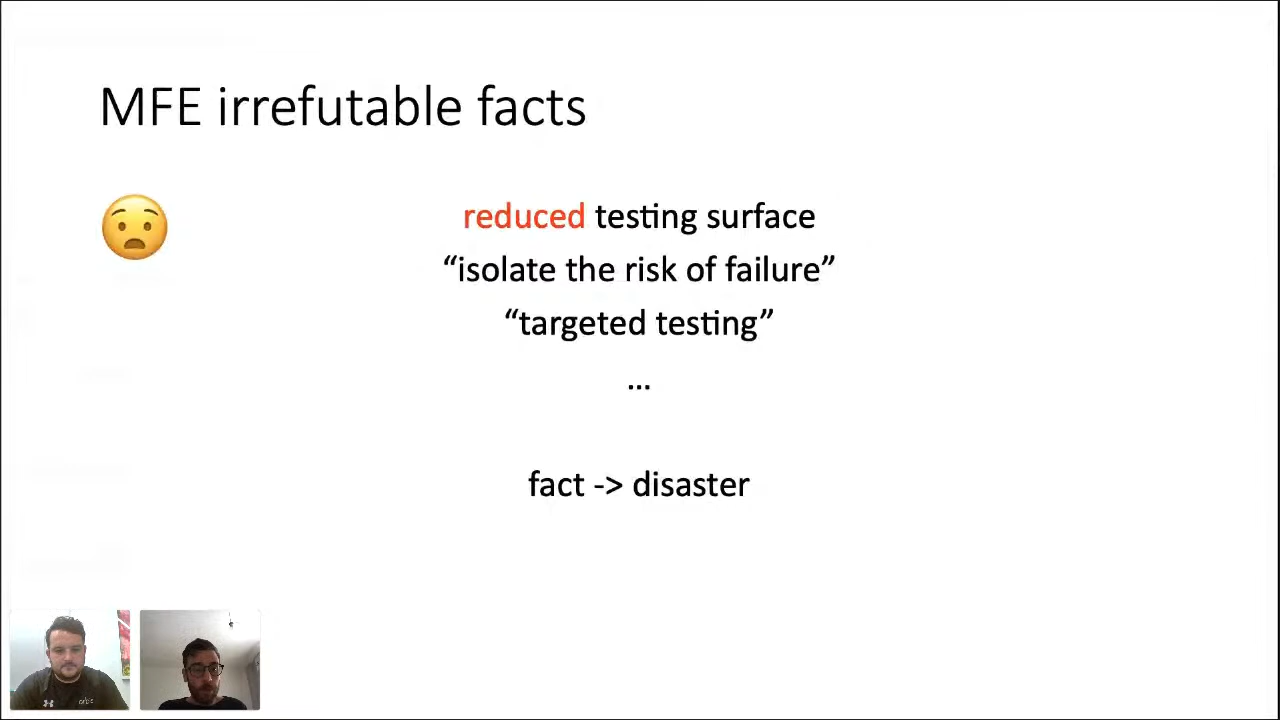 MFE irrefutable facts
reduced testing surface
“isolate the risk of failure”
“targeted testing”
...
fact -> disaster